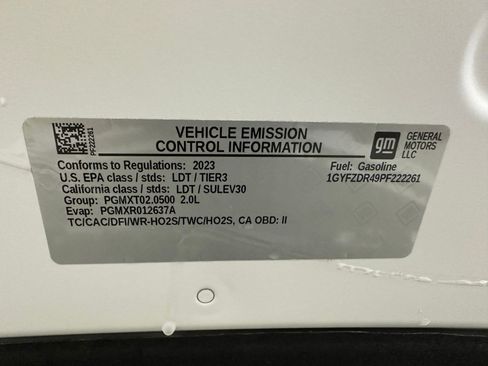 PF222261
VEHICLE EMISSION
CONTROL INFORMATION
gm
GENERAL
MOTORS
LLC
Conforms to Regulations: 2023
U.S. EPA class / stds: LDT / TIER3
California class / stds: LDT / SULEV30
Group: PGMXT02.0500 2.0L
Evap: PGMXR012637A
TC/CAC/DFI/WR-HO2S/TWC/HO2S, CA OBD: II
Fuel: Gasoline
1GYFZDR49PF222261